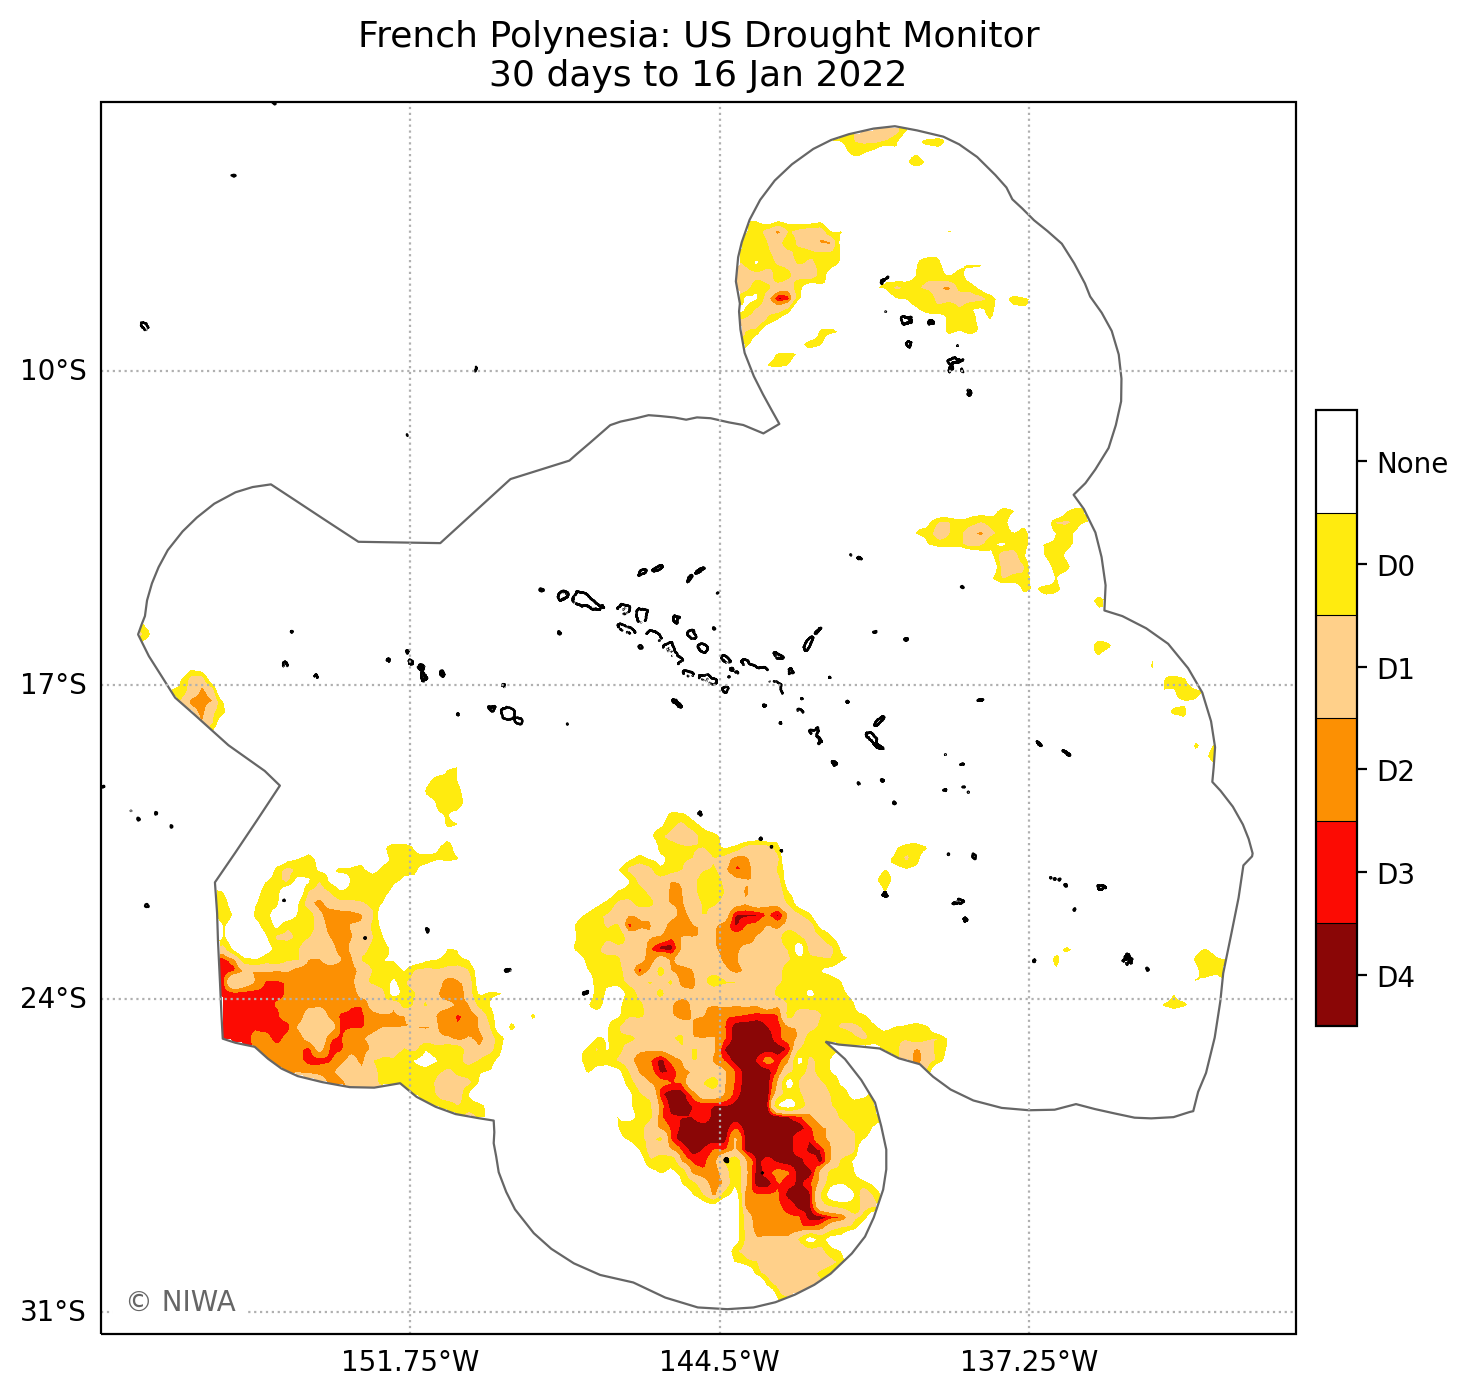 French Polynesia: US Drought Monitor
30 days to 16 Jan 2022
10°S
17°S
24°S
31°S
151.75°W
144.5°W
137.25°W
None
D0
D1
D2
D3
D4
© NIWA